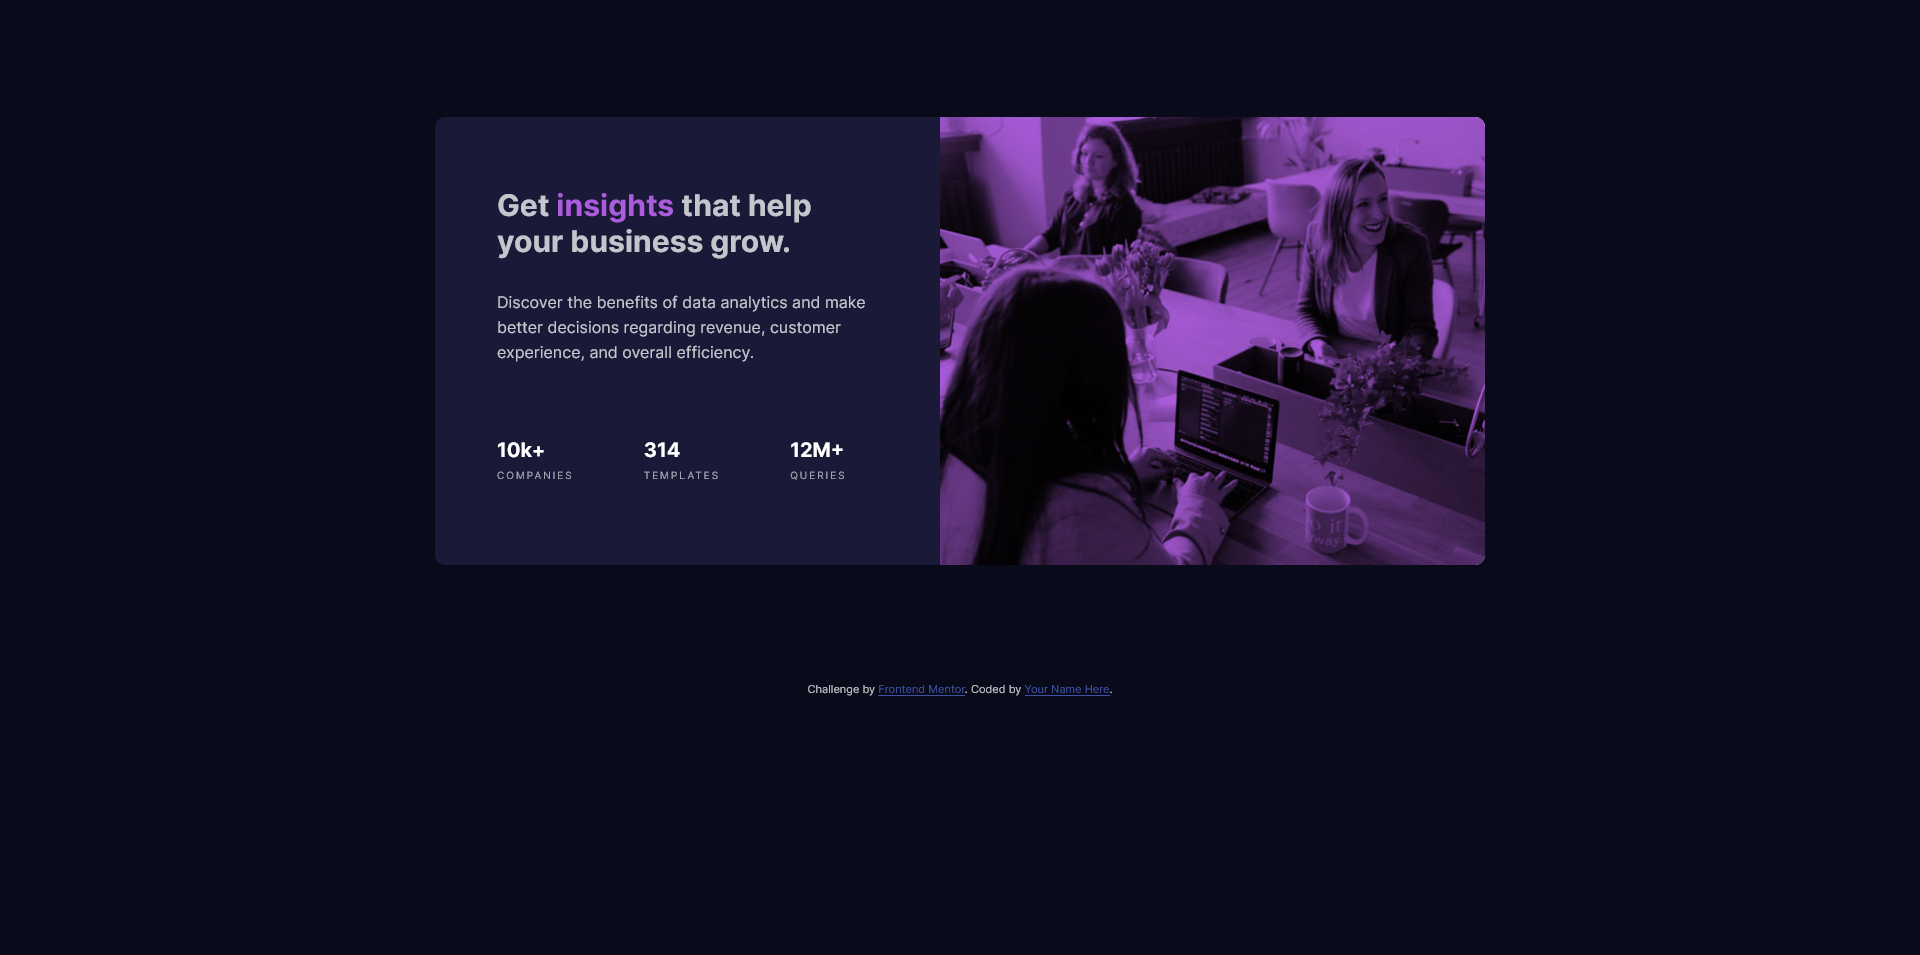 Get insights that help
your business grow.
Discover the benefits of data analytics and make
better decisions regarding revenue, customer
experience, and overall efficiency.
10k+ 314 12M+
COMPANIES TEMPLATES QUERIES
Challenge by Frontend Mentor. Coded by Your Name Here.